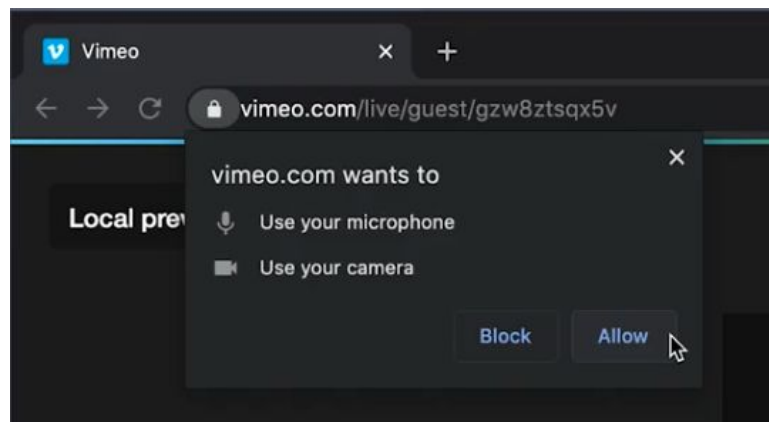 Vimeo
vimeo.com/live/guest/gzw8ztsqx5v
vimeo.com wants to
Local prev
Use your microphone
Use your camera
Block Allow